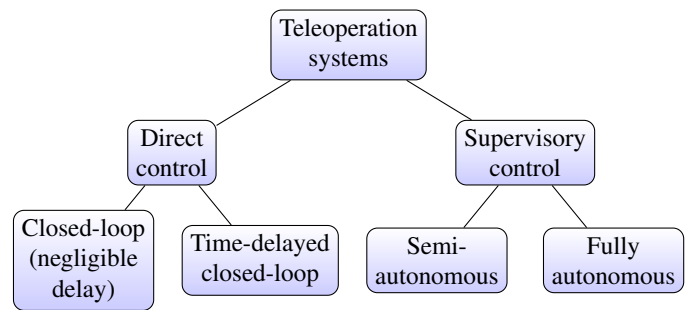 Teleoperation
systems
Direct
control
Supervisory
control
Closed-loop
(negligible
delay)
Time-delayed
closed-loop
Semi-
autonomous
Fully
autonomous